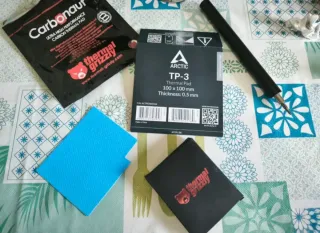 Carbonaut
thermal
grizzly
ARCTIC
TP-3
Thermal Pad
100 x 100 mm
Thickness: 0,5 mm
thermal
grizzly